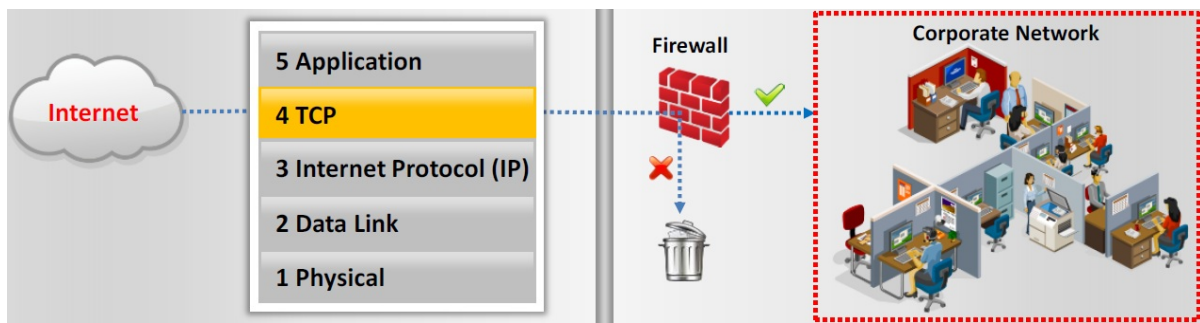 Internet
5 Application
4 TCP
3 Internet Protocol (IP)
2 Data Link
1 Physical
Firewall
Corporate Network